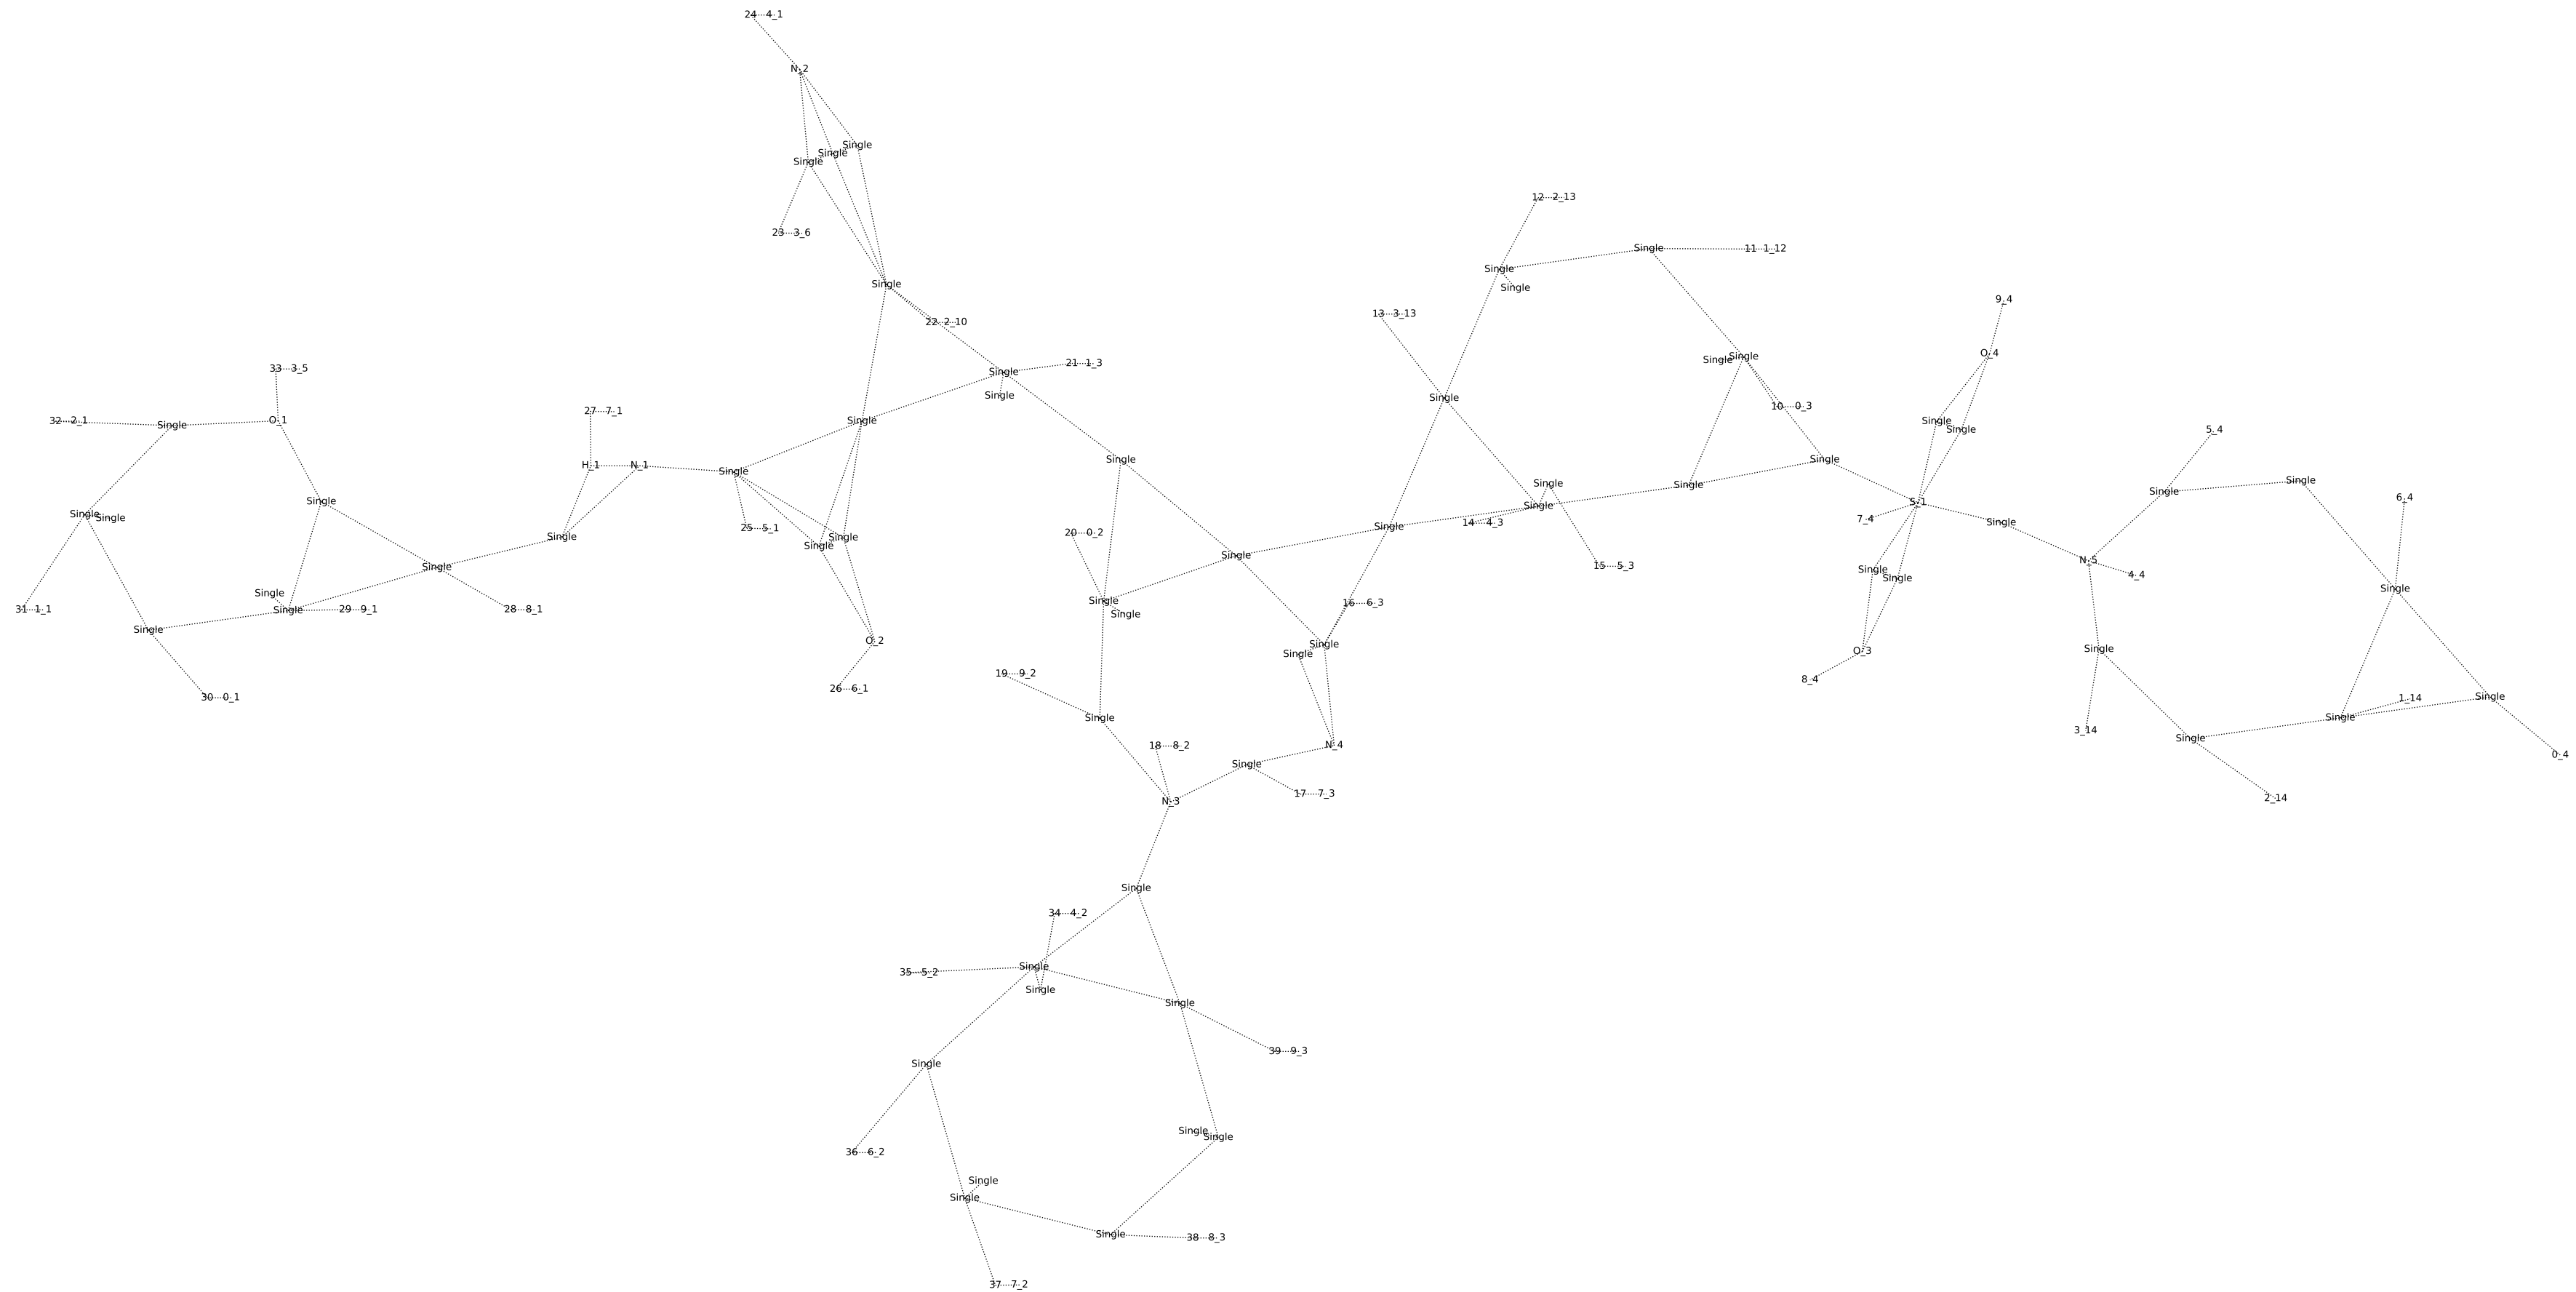 24 4_1
N_2
Single
Single
Single
23 3_6
12 2_13
Single
11 1_12
Single
Single
Single
9_4
13 3_13
22 2_10
O_4
Single
Single
21 1_3
33 3_5
Single
Single
Single
10 0_3
27 7_1
32 2_1
Single
O_1
Single
Single
Single
5_4
H_1
N_1
Single
Single
Single
Single
Single
Single
Single
Single
Single
6_4
Single
S_1
Single
Single
Single
7_4
14 4_3
Single
Single
25 5_1
20 0_2
Single
Single
Single
Single
N_5
15 5_3
Single
Single
4_4
Single
Single
Single
Single
31 1_1
Single
29 9_1
28 8_1
Single
Single
16 6_3
Single
O_2
Single
Single
Single
O_3
19 9_2
8_4
26 6_1
30 0_1
Single
1_14
Single
Single
3_14
Single
18 8_2
N_4
0_4
Single
17 7_3
N_3
2_14
Single
34 4_2
35 5_2
Single
Single
Single
39 9_3
Single
Single
Single
36 6_2
Single
Single
Single
38 8_3
37 7_2